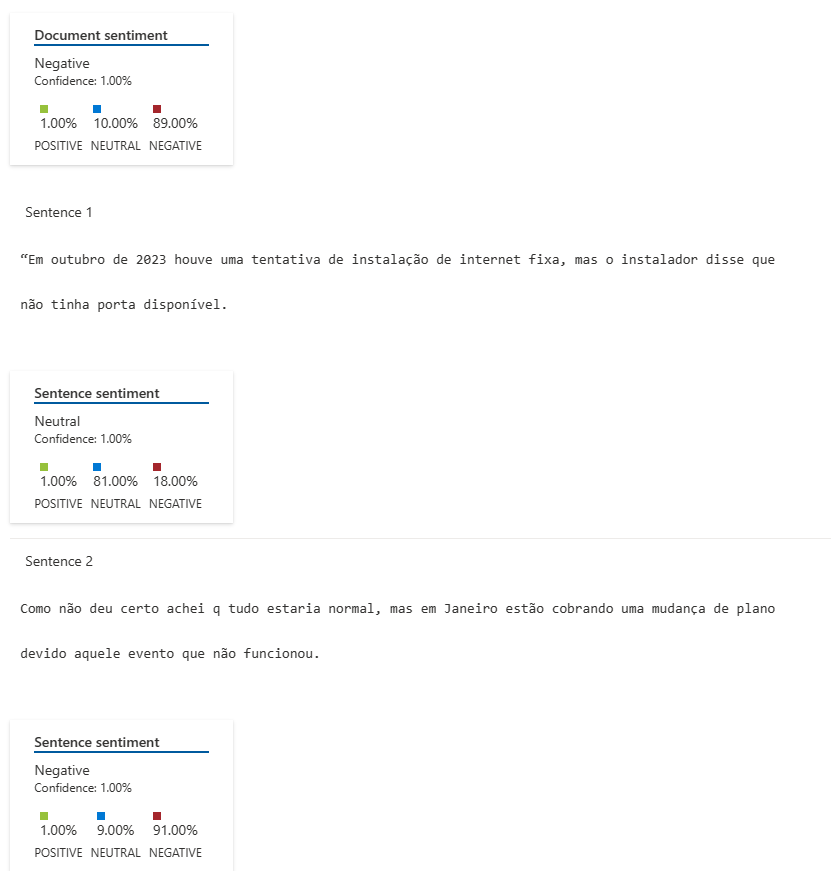 Document sentiment
Negative
Confidence: 1.00%
1.00% 10.00% 89.00%
POSITIVE NEUTRAL NEGATIVE
Sentence 1
“Em outubro de 2023 houve uma tentativa de instalação de internet fixa, mas o instalador disse que
não tinha porta disponível.
Sentence sentiment
Neutral
Confidence: 1.00%
1.00% 81.00% 18.00%
POSITIVE NEUTRAL NEGATIVE
Sentence 2
Como não deu certo achei q tudo estaria normal, mas em Janeiro estão cobrando uma mudança de plano
devido aquele evento que não funcionou.
Sentence sentiment
Negative
Confidence: 1.00%
1.00% 9.00% 91.00%
POSITIVE NEUTRAL NEGATIVE